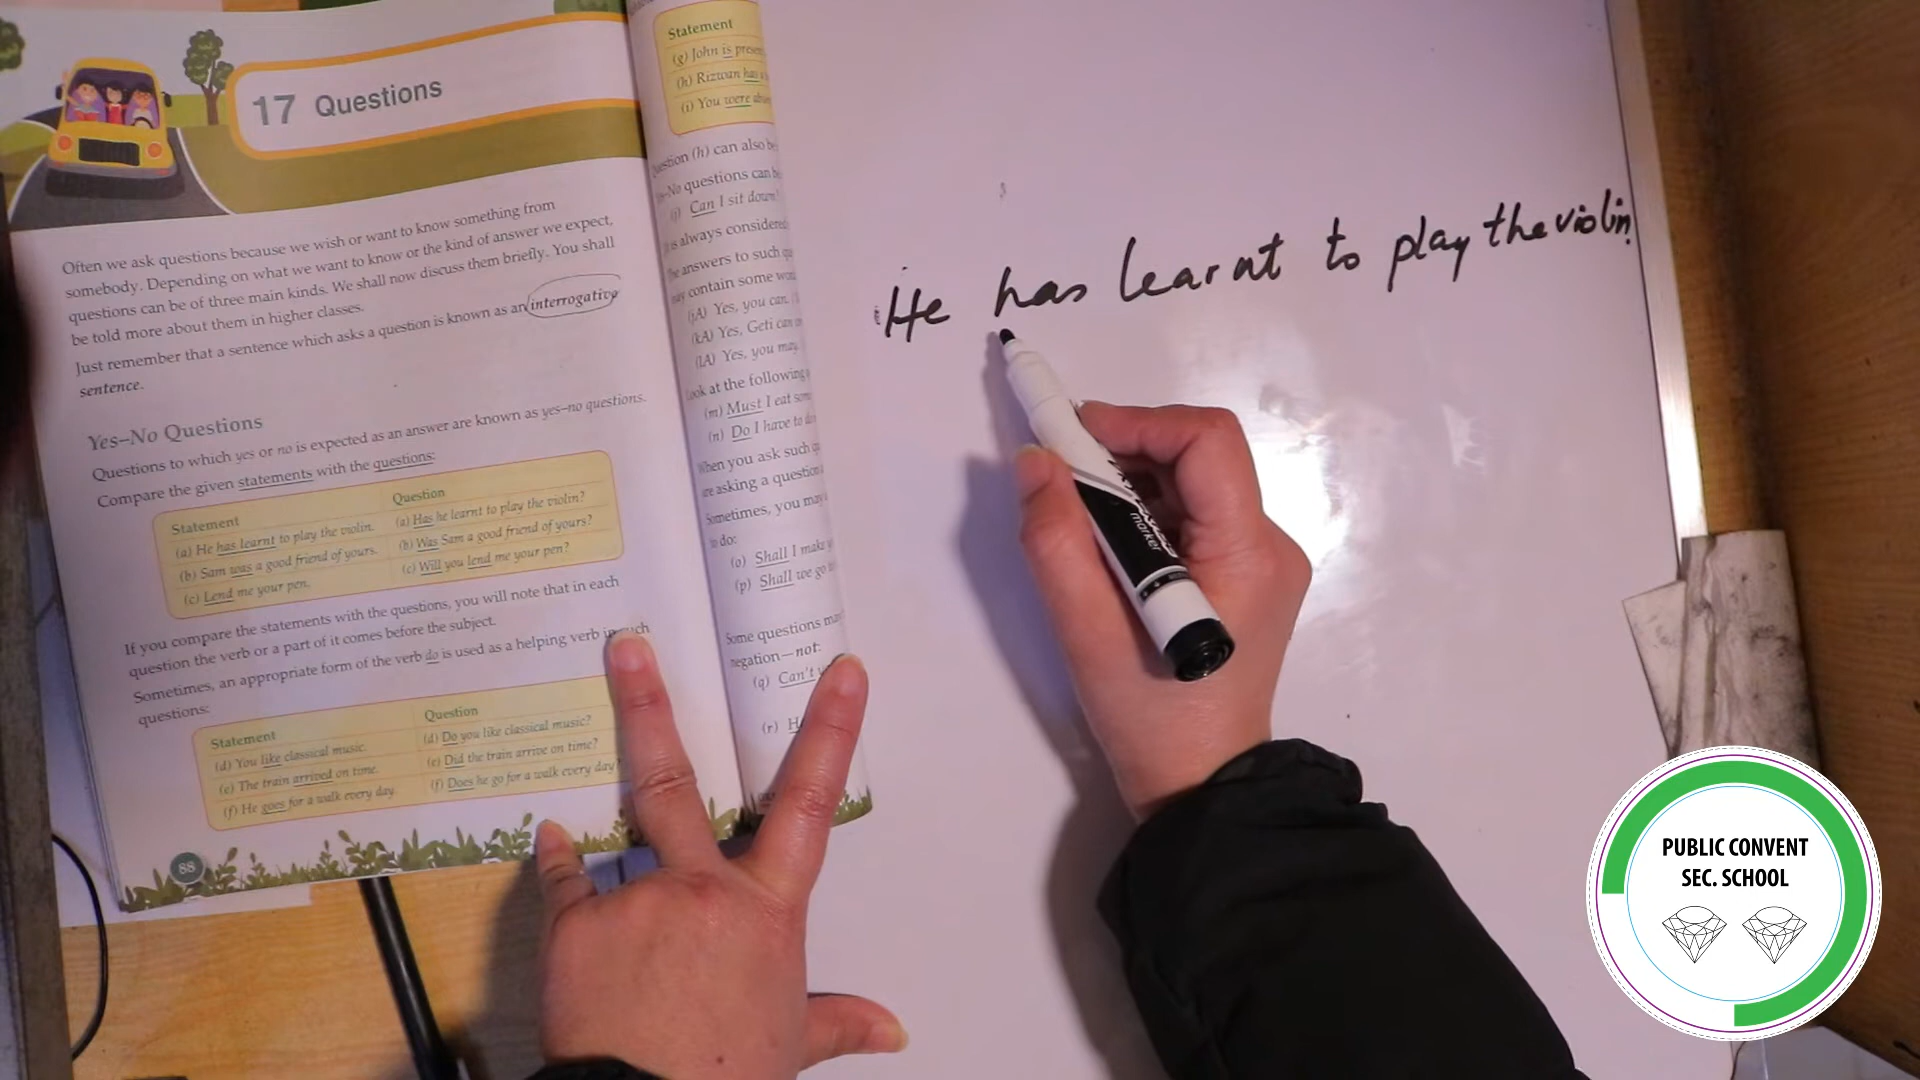 17 Questions
Often we ask questions because we wish or want to know something from
somebody. Depending on what we want to know or the kind of answer we expect,
questions can be of three main kinds. We shall now discuss them briefly. You shall
be told more about them in higher classes.
Just remember that a sentence which asks a question is known as an interrogative
sentence.
Yes–No Questions
Questions to which yes or no is expected as an answer are known as yes–no questions.
Compare the given statements with the questions:
Statement Question
(a) He has learnt to play the violin. (a) Has he learnt to play the violin?
(b) Sam was a good friend of yours. (b) Was Sam a good friend of yours?
(c) Lend me your pen. (c) Will you lend me your pen?
If you compare the statements with the questions, you will note that in each
question the verb or a part of it comes before the subject.
Sometimes, an appropriate form of the verb do is used as a helping verb in such
questions:
Statement Question
(d) You like classical music. (d) Do you like classical music?
(e) The train arrived on time. (e) Did the train arrive on time?
(f) He goes for a walk every day. (f) Does he go for a walk every day?
88
Statement
(g) John is
(h) Rizwan has a
(i) You were
(h) can also be
questions can be
(j) Can I sit down?
is always considered
answers to such
contain some
(jA) Yes, you can.
(kA) Yes, Geti can
(lA) Yes, you may
at the following
(m) Must I eat
(n) Do I have to
When you ask such
are asking a question
Sometimes, you may
to do:
(o) Shall I make
(p) Shall we go
Some questions may
negation—not:
(q) Can't
(r)
He has learnt to play the violin.
marker
PUBLIC CONVENT
SEC. SCHOOL